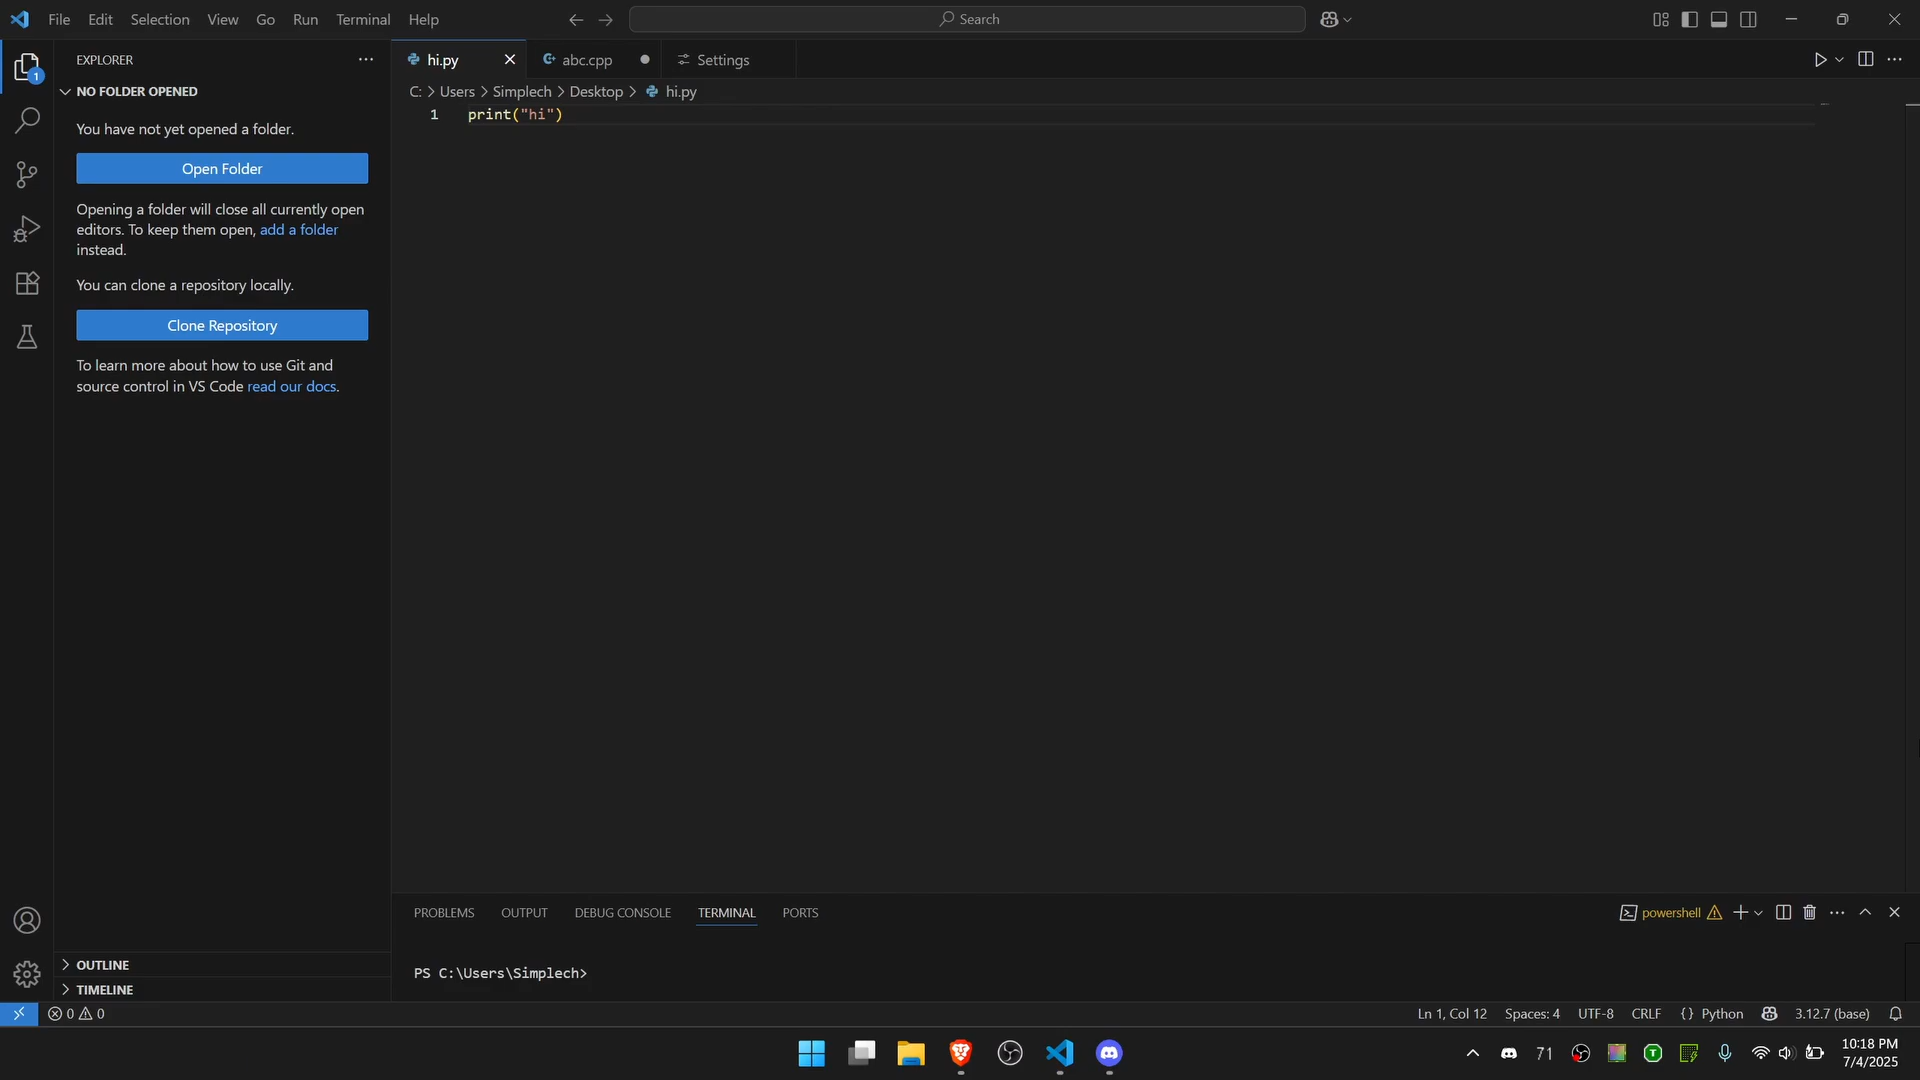 File Edit Selection View Go Run Terminal Help
Search
EXPLORER
hi.py
abc.cpp
Settings
1
NO FOLDER OPENED
C: > Users > Simplech > Desktop > hi.py
1 print("hi")
You have not yet opened a folder.
Open Folder
Opening a folder will close all currently open
editors. To keep them open, add a folder
instead.
You can clone a repository locally.
Clone Repository
To learn more about how to use Git and
source control in VS Code read our docs.
PROBLEMS OUTPUT DEBUG CONSOLE TERMINAL PORTS
powershell
PS C:\Users\Simplech>
OUTLINE
TIMELINE
0 0
Ln 1, Col 12 Spaces: 4 UTF-8 CRLF {} Python 3.12.7 (base)
71
10:18 PM
7/4/2025